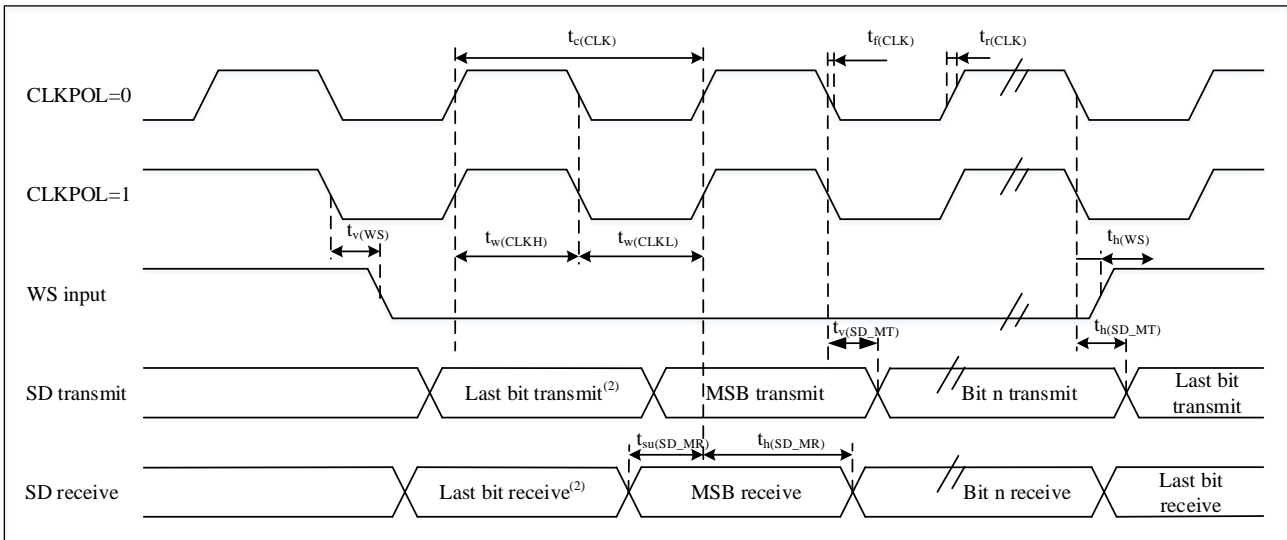 tc(CLK)
tf(CLK)
tr(CLK)
CLKPOL=0
CLKPOL=1
tv(WS)
tw(CLKH)
tw(CLKL)
th(WS)
WS input
tv(SD_MT)
th(SD_MT)
SD transmit
Last bit transmit(2)
MSB transmit
Bit n transmit
Last bit
transmit
tsu(SD_MR)
th(SD_MR)
SD receive
Last bit receive(2)
MSB receive
Bit n receive
Last bit
receive